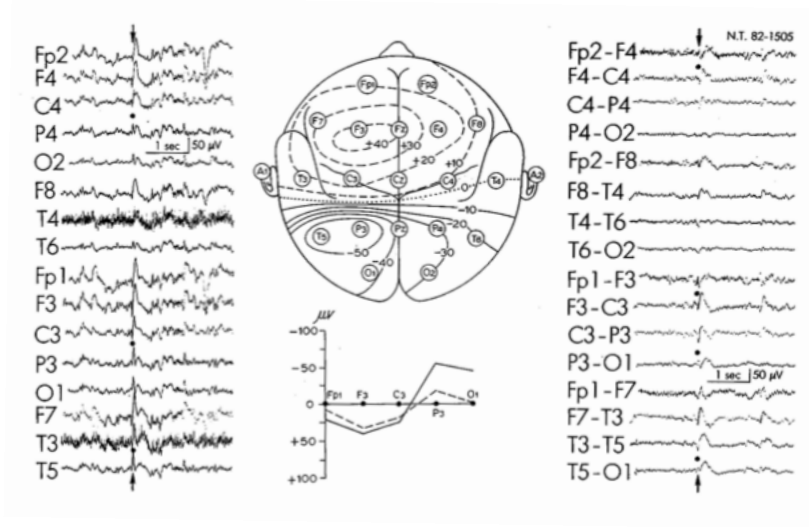 Fp2
F4
C4
P4
1 sec 50 µV
O2
F8
T4
T6
Fp1
F3
C3
P3
O1
F7
T3
T5
Fp1 Fp2
F7 F3 FZ F4 F8
+40 +30
+20
+10
A1 T3 C3 CZ C4 T4 A2
0
-10
-20
T5 P3 PZ P4 T6
-50 -40 -30
O1 O2
µV
-100
-50
0
+50
+100
Fp1 F3 C3 P3 O1
N.T. 82-1505
Fp2-F4
F4-C4
C4-P4
P4-O2
Fp2-F8
F8-T4
T4-T6
T6-O2
Fp1-F3
F3-C3
C3-P3
P3-O1
1 sec 50 µV
Fp1-F7
F7-T3
T3-T5
T5-O1